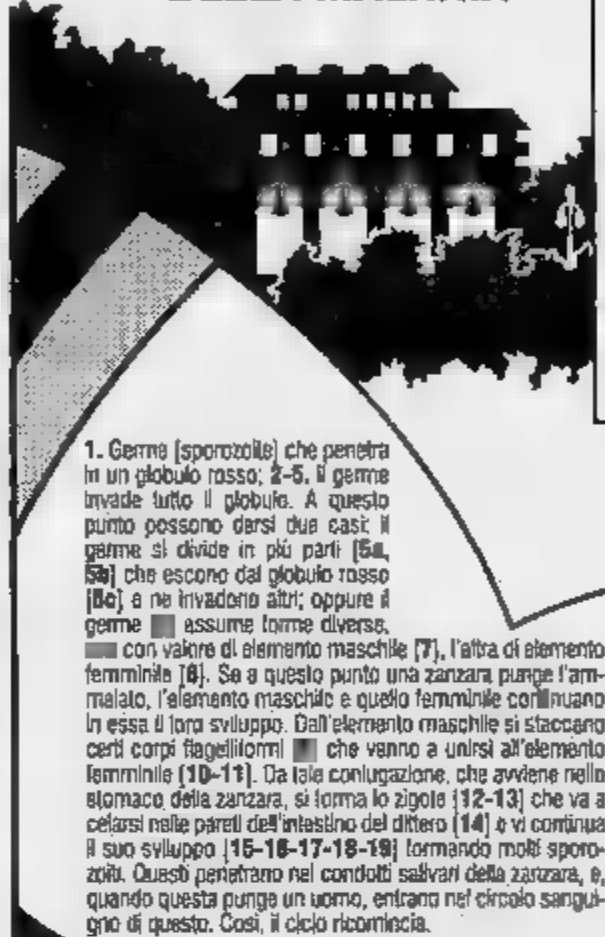 1. Germe [sporozoite] che penetra
in un globulo rosso; 2-5. Il germe
invade tutto il globulo. A questo
punto possono darsi due casi: il
germe si divide in più parti [5a,
5b] che escono dal globulo rosso
[5c] e ne invadono altri; oppure il
germe assume forme diverse,
con valore di elemento maschile [7], l'altra di elemento
femminile [6]. Se a questo punto una zanzara punge l'am-
malato, l'elemento maschile e quello femminile continuano
in essa il loro sviluppo. Dall'elemento maschile si staccano
certi corpi flagelliformi che vanno a unirsi all'elemento
femminile [10-11]. Da tale coniugazione, che avviene nello
stomaco della zanzara, si forma lo zigote [12-13] che va a
celarsi nelle pareti dell'intestino del dittero [14] e vi continua
il suo sviluppo [15-16-17-18-19] formando molti sporo-
zoiti. Questi penetrano nei condotti salivari della zanzara, e,
quando questa punge un uomo, entrano nel circolo sangui-
gno di questo. Così, il ciclo ricomincia.